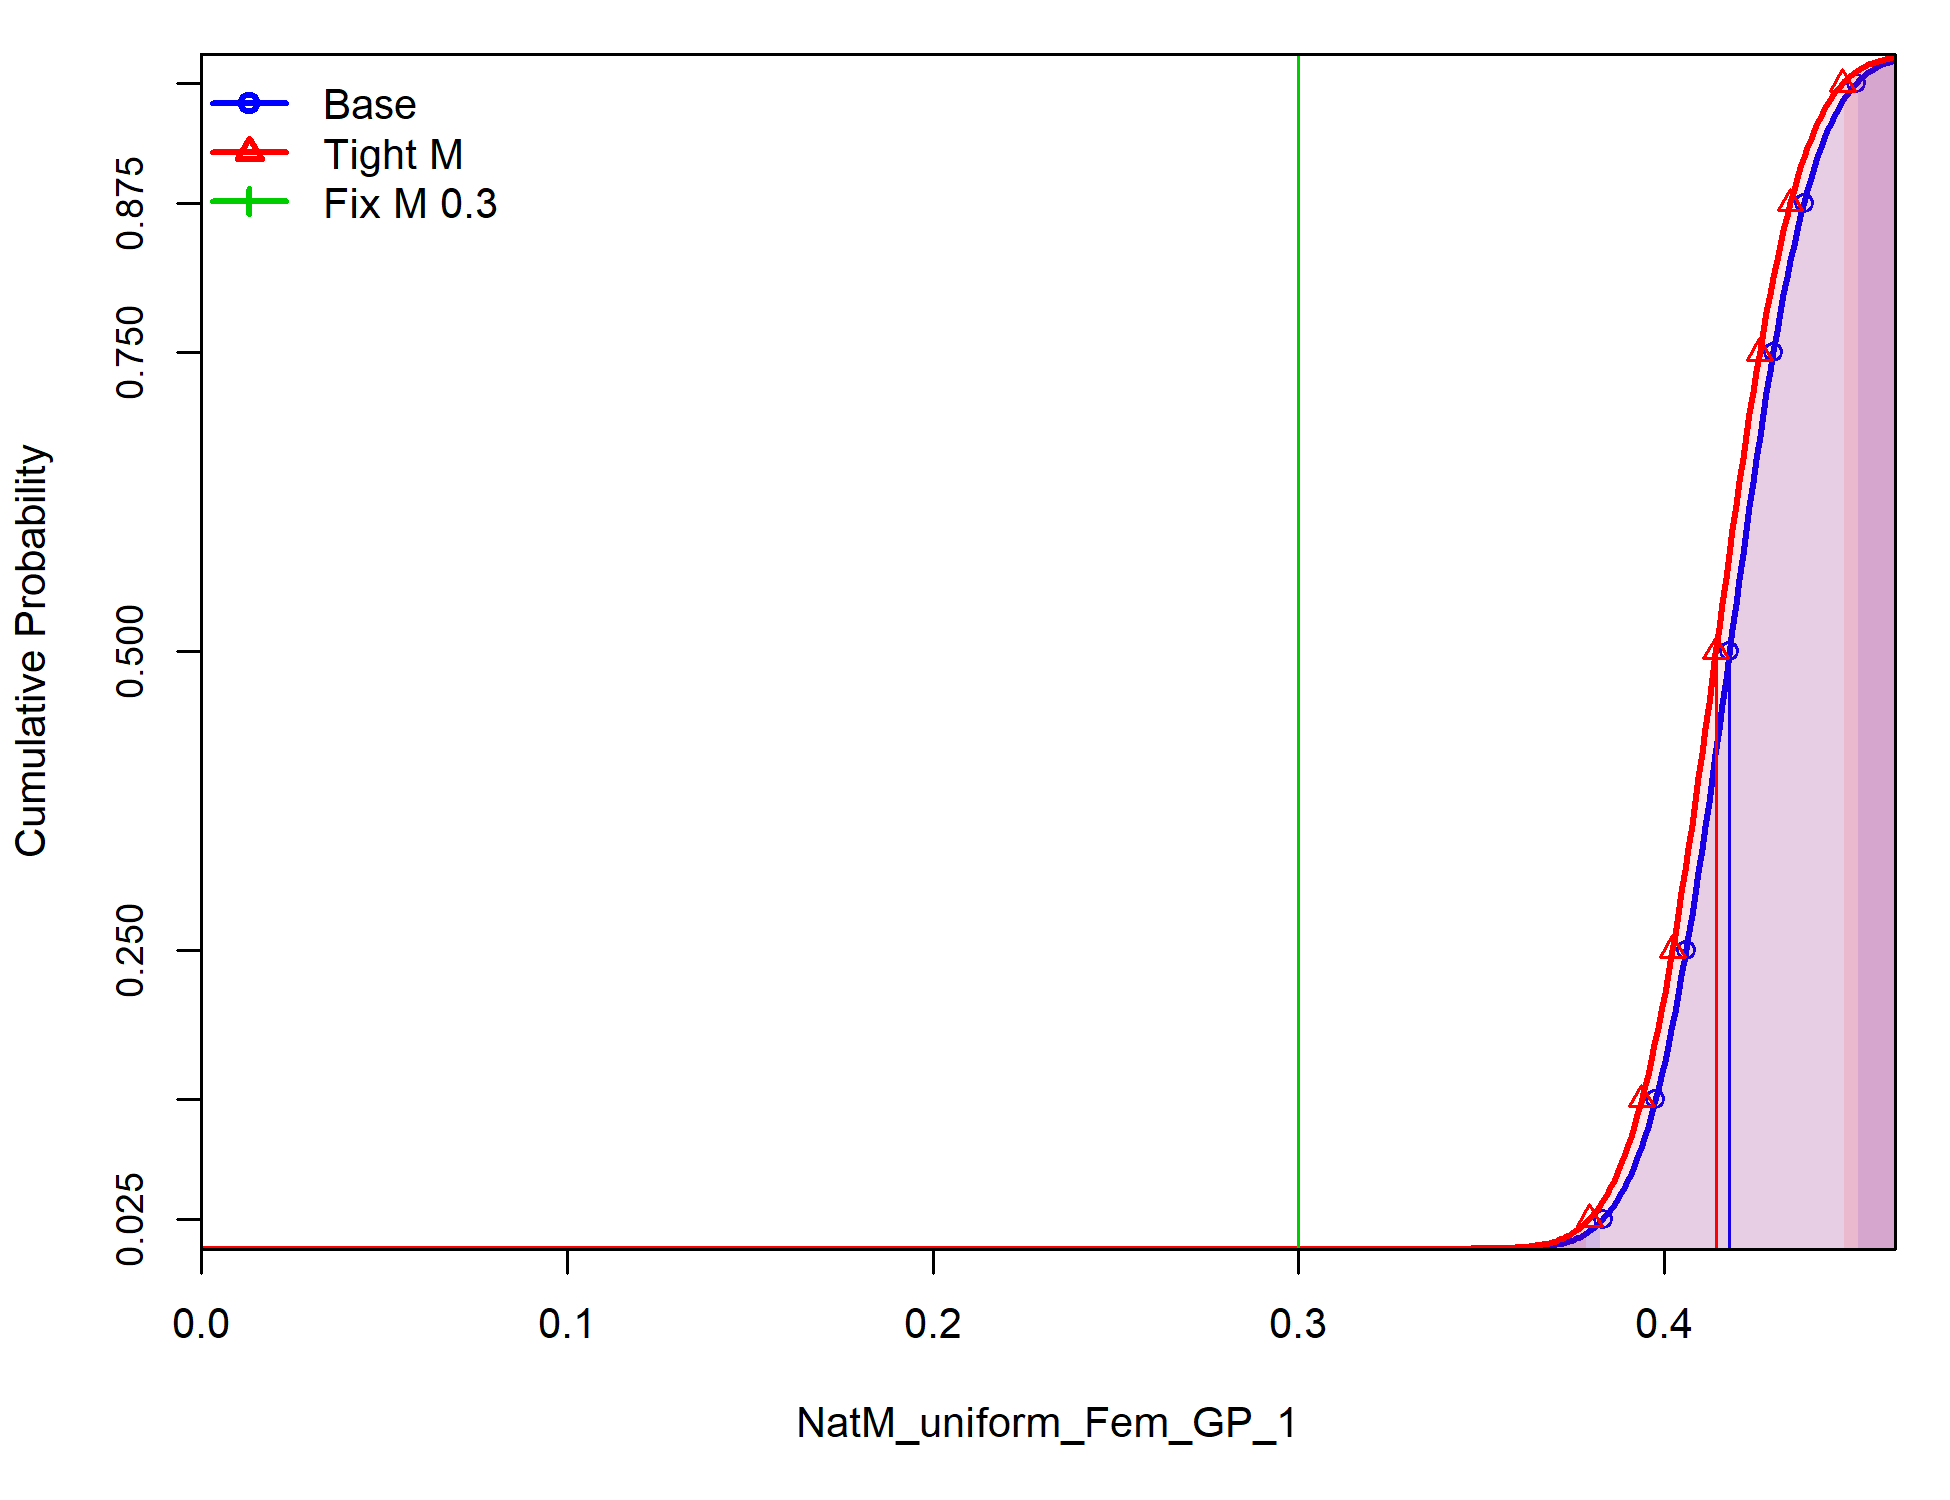 Base
Tight M
Fix M 0.3
Cumulative Probability
0.875
0.750
0.500
0.250
0.025
0.0 0.1 0.2 0.3 0.4
NatM_uniform_Fem_GP_1